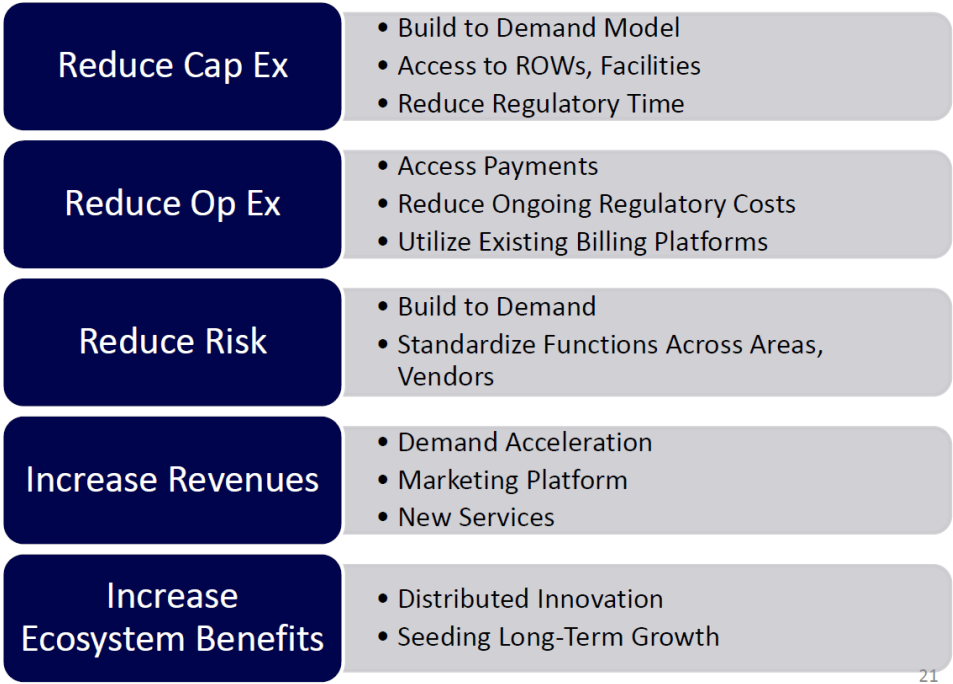 Reduce Cap Ex
• Build to Demand Model
• Access to ROWs, Facilities
• Reduce Regulatory Time
Reduce Op Ex
• Access Payments
• Reduce Ongoing Regulatory Costs
• Utilize Existing Billing Platforms
Reduce Risk
• Build to Demand
• Standardize Functions Across Areas,
Vendors
Increase Revenues
• Demand Acceleration
• Marketing Platform
• New Services
Increase
Ecosystem Benefits
• Distributed Innovation
• Seeding Long-Term Growth
21